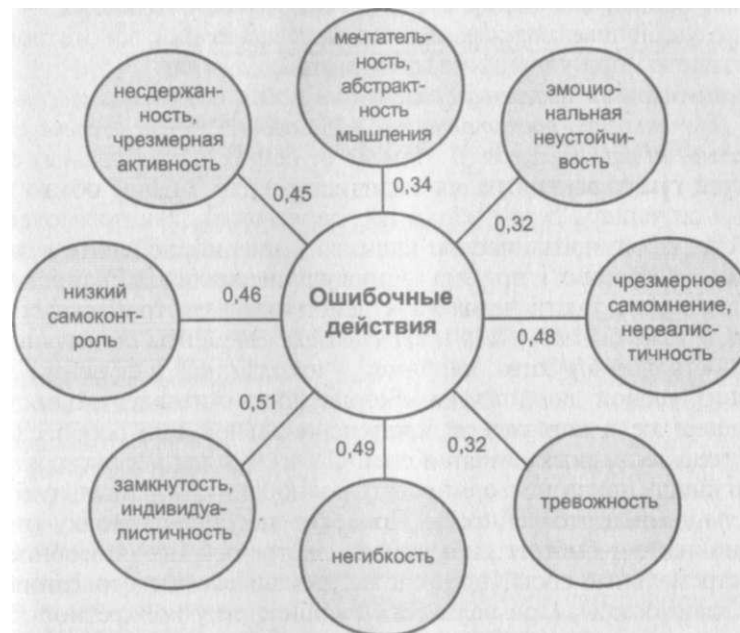 мечтатель-
ность,
абстракт-
ность
мышления
несдержан-
ность,
чрезмерная
активность
эмоцио-
нальная
неустойчи-
вость
0,45
0,34
0,32
низкий
самоконт-
роль
0,46
Ошибочные
действия
0,48
чрезмерное
самомнение,
нереалис-
тичность
0,51
0,49
0,32
замкнутость,
индивидуа-
листичность
негибкость
тревожность